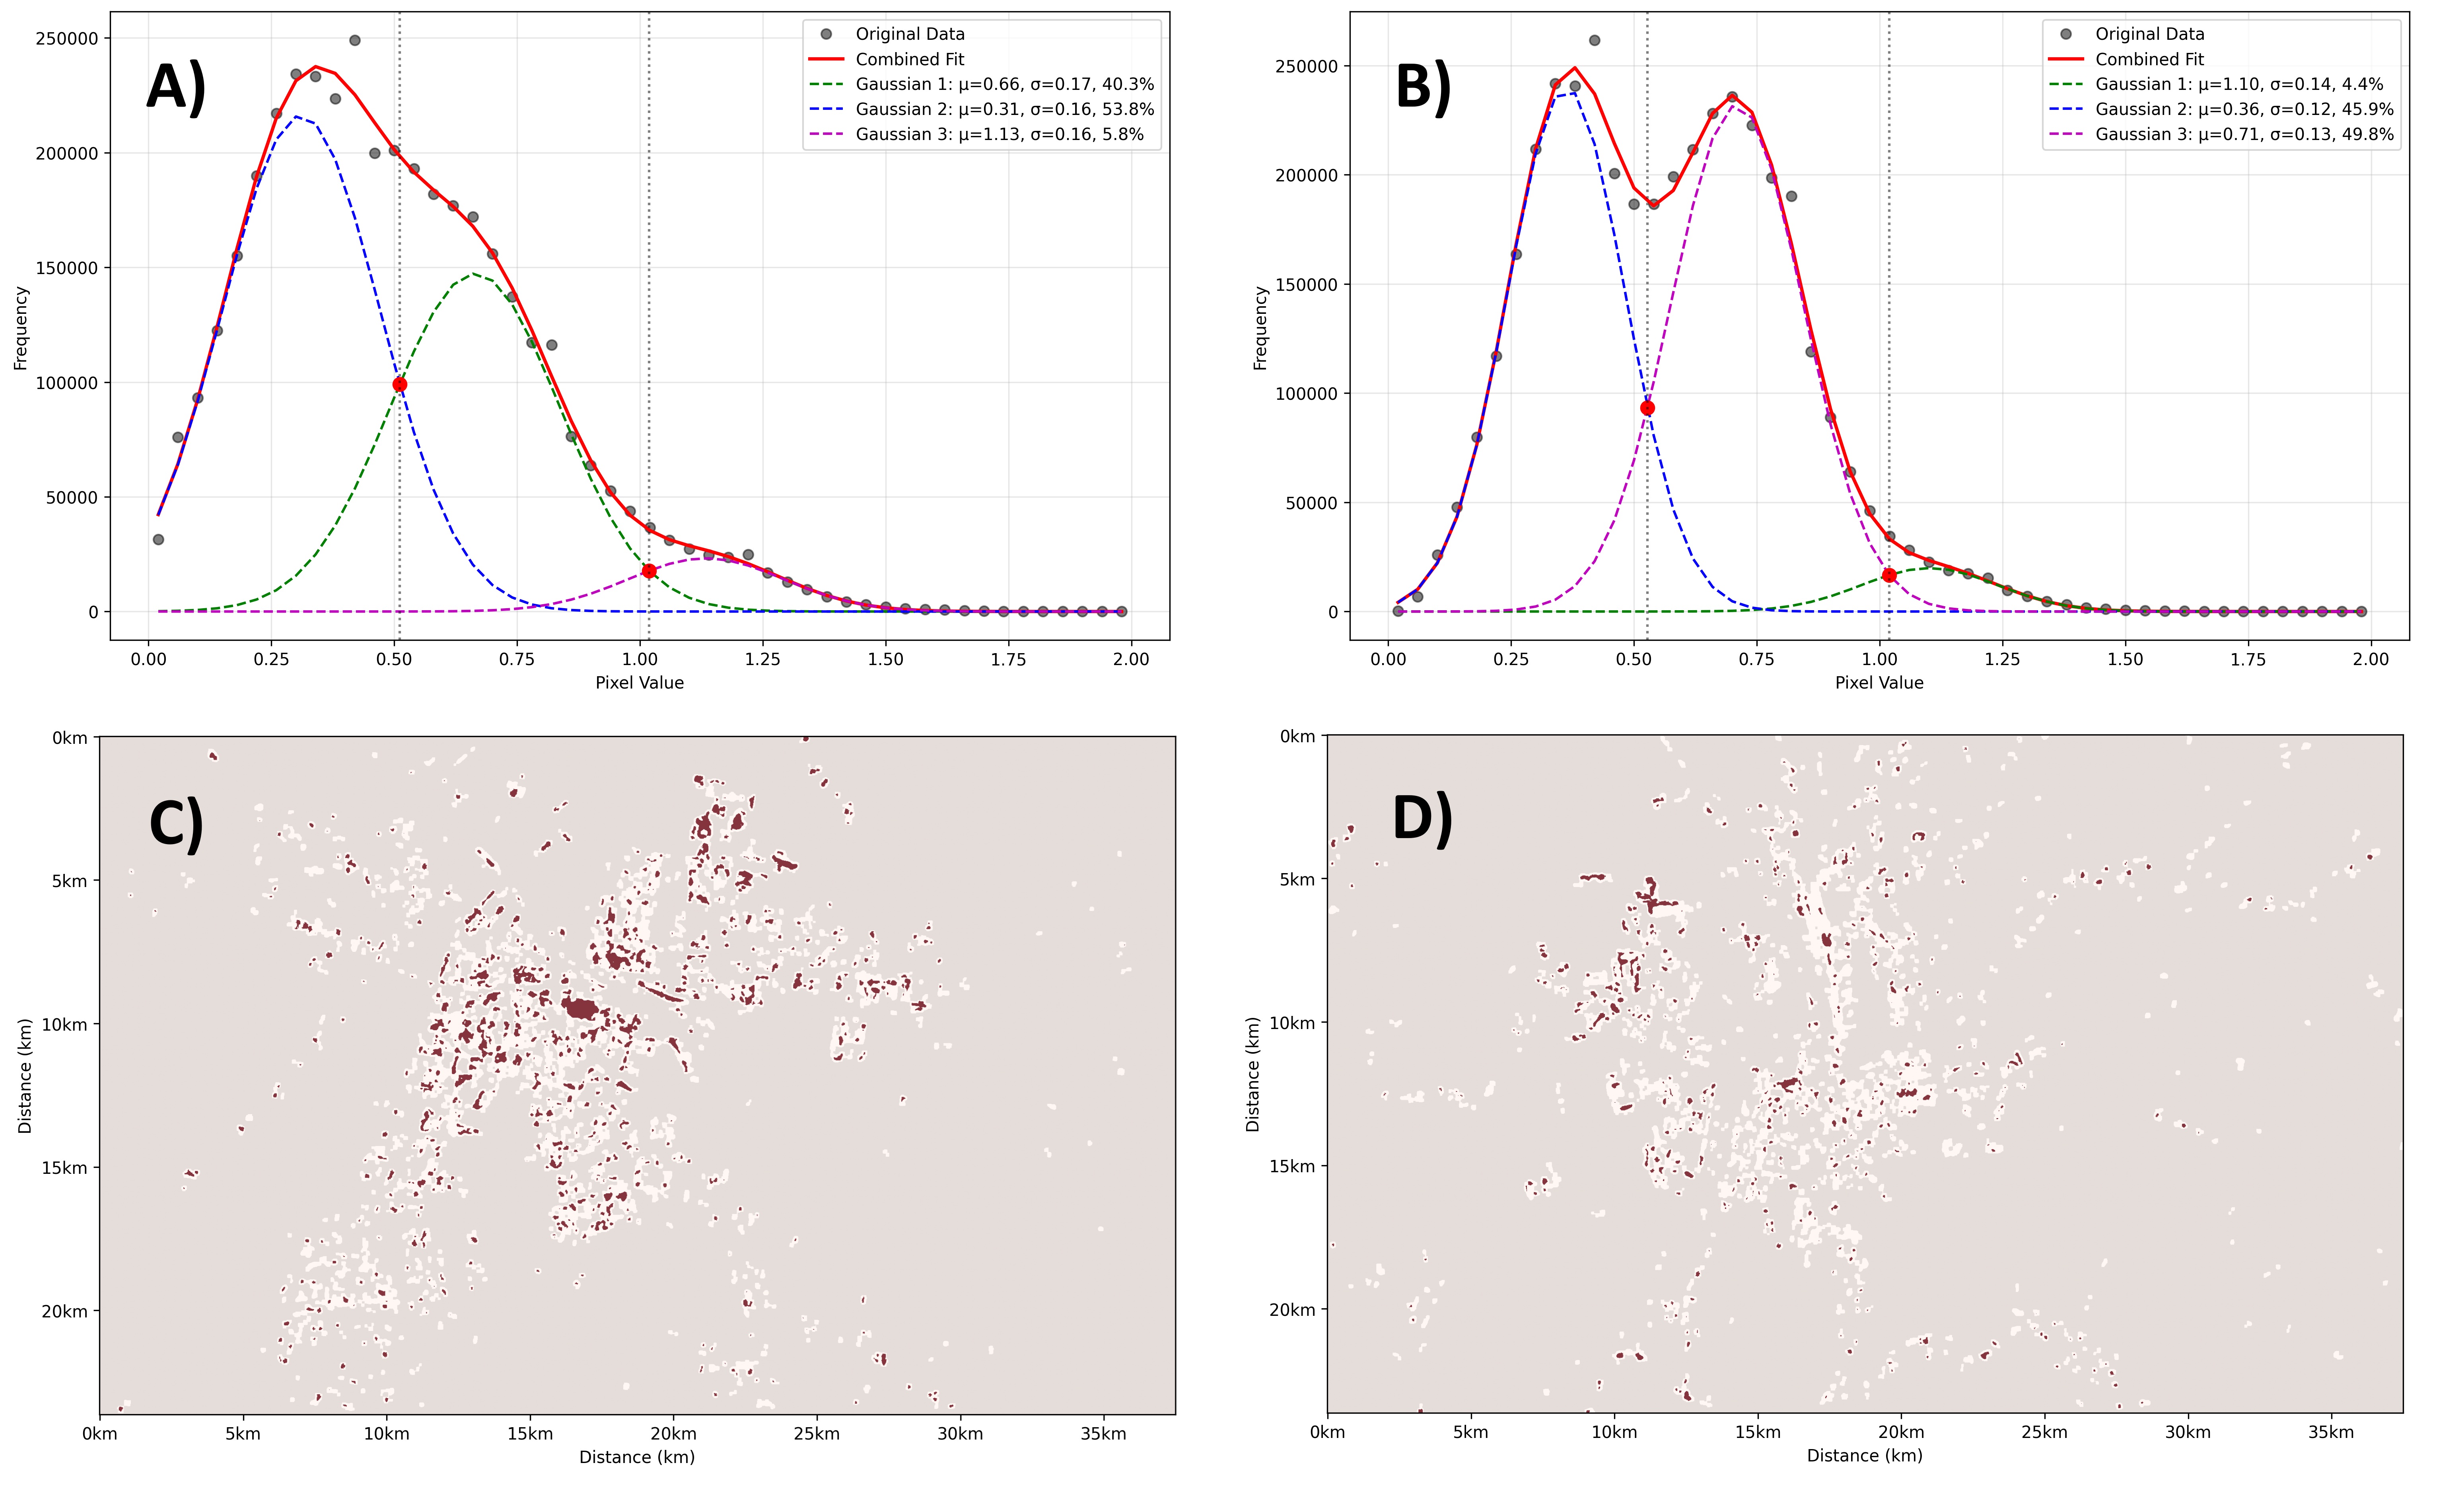 A)
Original Data
Combined Fit
Gaussian 1: μ=0.66, σ=0.17, 40.3%
Gaussian 2: μ=0.31, σ=0.16, 53.8%
Gaussian 3: μ=1.13, σ=0.16, 5.8%
Frequency
250000
200000
150000
100000
50000
0
0.00 0.25 0.50 0.75 1.00 1.25 1.50 1.75 2.00
Pixel Value
B)
Original Data
Combined Fit
Gaussian 1: μ=1.10, σ=0.14, 4.4%
Gaussian 2: μ=0.36, σ=0.12, 45.9%
Gaussian 3: μ=0.71, σ=0.13, 49.8%
Frequency
250000
200000
150000
100000
50000
0
0.00 0.25 0.50 0.75 1.00 1.25 1.50 1.75 2.00
Pixel Value
C)
Distance (km)
0km
5km
10km
15km
20km
0km 5km 10km 15km 20km 25km 30km 35km
Distance (km)
D)
Distance (km)
0km
5km
10km
15km
20km
0km 5km 10km 15km 20km 25km 30km 35km
Distance (km)